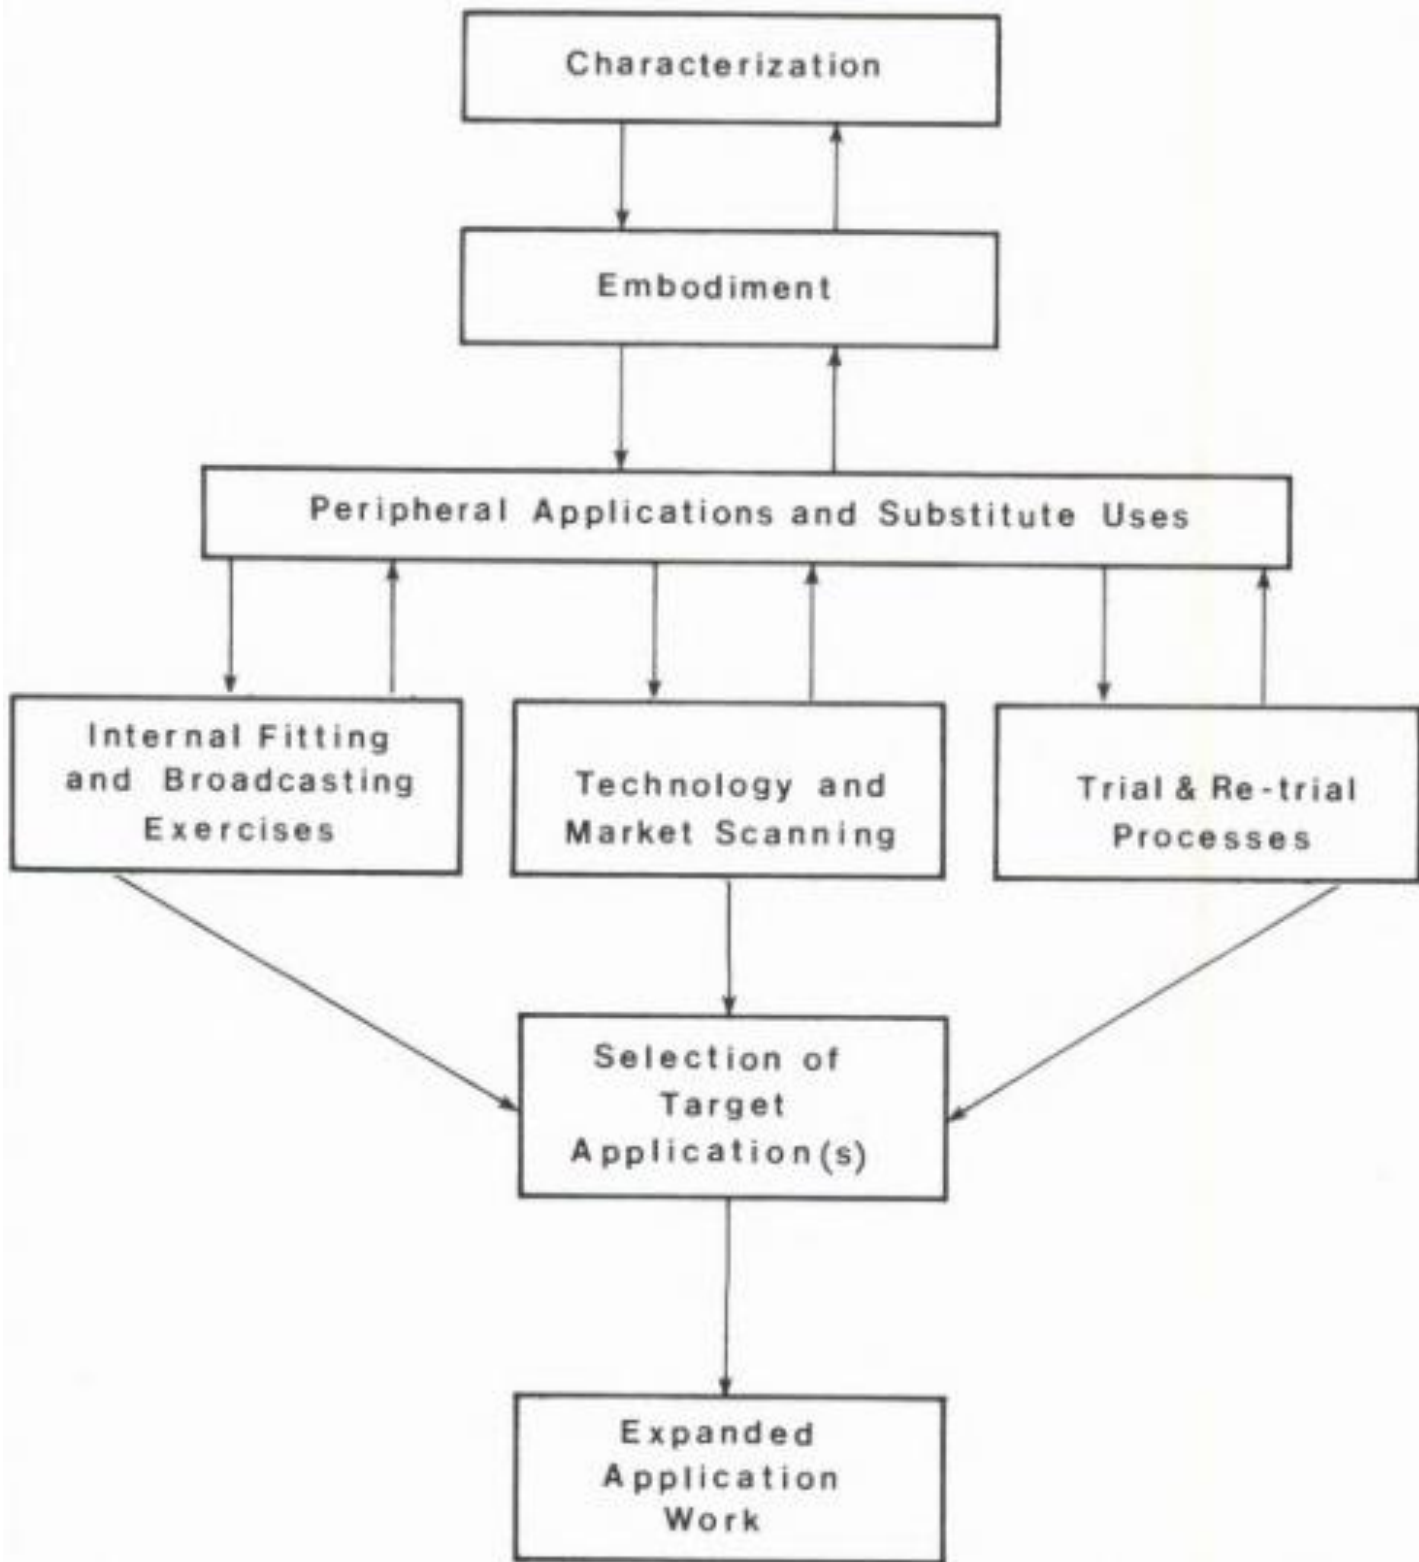 Characterization
Embodiment
Peripheral Applications and Substitute Uses
Internal Fitting
and Broadcasting
Exercises
Technology and
Market Scanning
Trial & Re-trial
Processes
Selection of
Target
Application(s)
Expanded
Application
Work